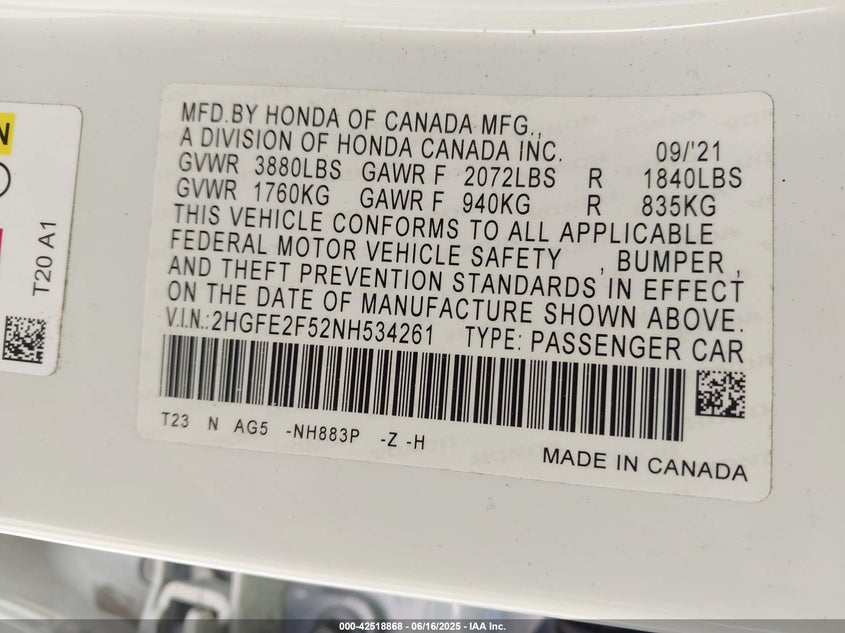 N
T20 A1
MFD.BY HONDA OF CANADA MFG.,
A DIVISION OF HONDA CANADA INC. 09/'21
GVWR 3880LBS GAWR F 2072LBS R 1840LBS
GVWR 1760KG GAWR F 940KG R 835KG
THIS VEHICLE CONFORMS TO ALL APPLICABLE
FEDERAL MOTOR VEHICLE SAFETY , BUMPER ,
AND THEFT PREVENTION STANDARDS IN EFFECT
ON THE DATE OF MANUFACTURE SHOWN ABOVE.
V.I.N.:2HGFE2F52NH534261 TYPE: PASSENGER CAR
T23 N AG5 -NH883P -Z -H
MADE IN CANADA
000-42518868 - 06/16/2025 - IAA Inc.